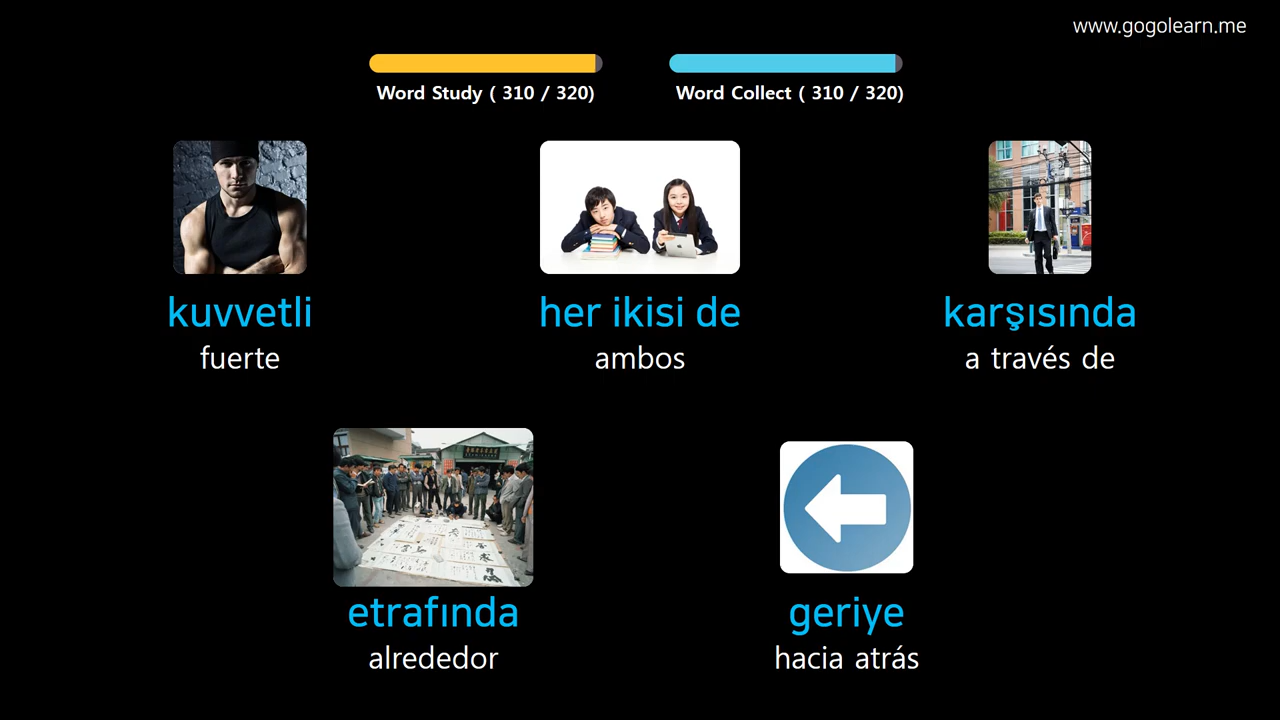 www.gogolearn.me
Word Study ( 310 / 320)
Word Collect ( 310 / 320)
kuvvetli
fuerte
her ikisi de
ambos
karşısında
a través de
etrafında
alrededor
geriye
hacia atrás